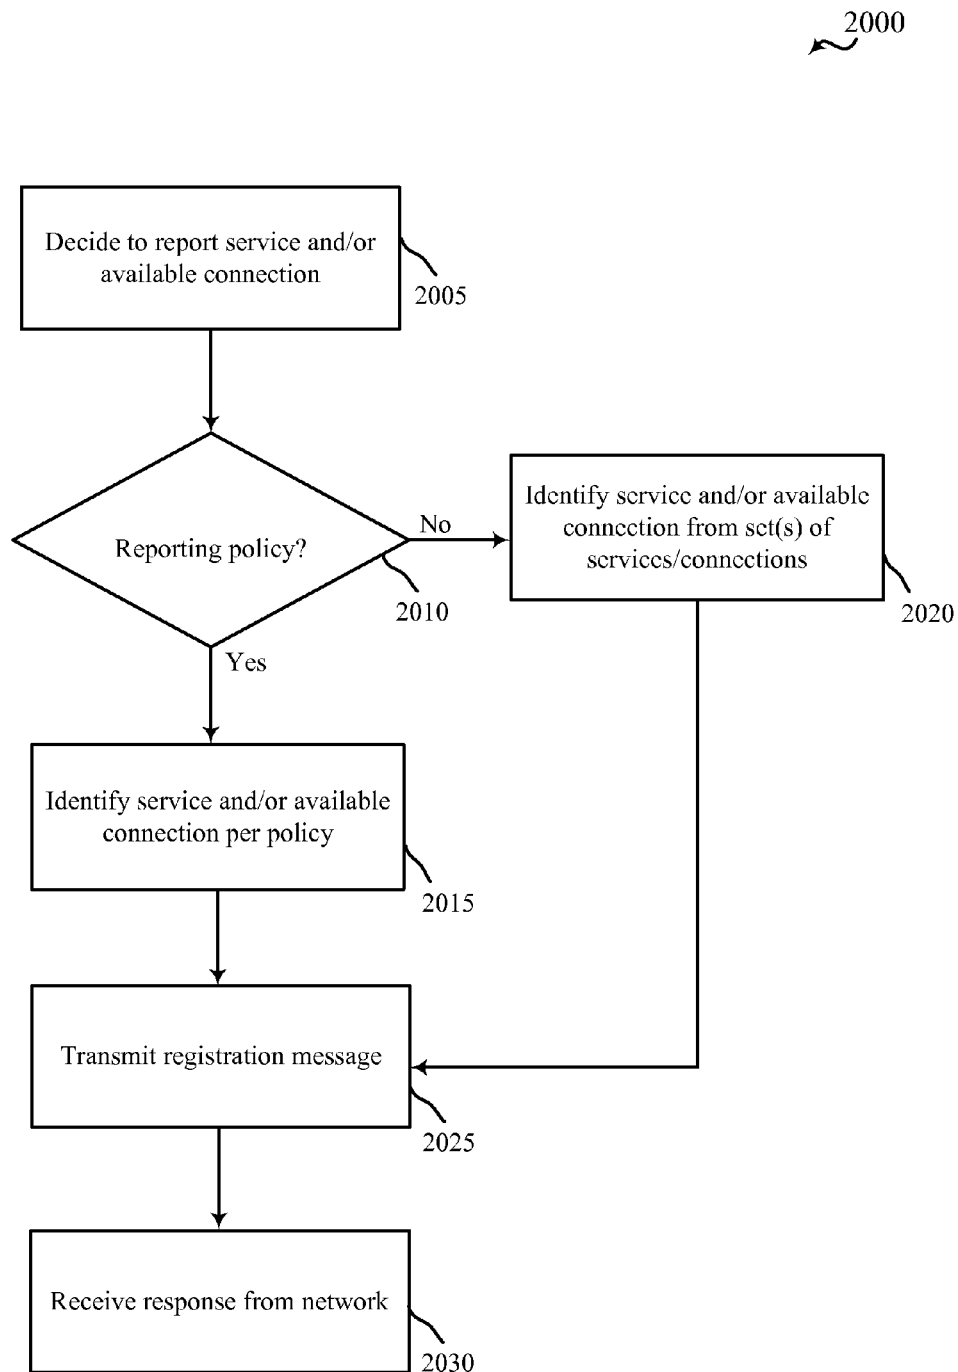 2000
Decide to report service and/or
available connection
2005
Reporting policy?
No
2010
Yes
Identify service and/or available
connection from set(s) of
services/connections
2020
Identify service and/or available
connection per policy
2015
Transmit registration message
2025
Receive response from network
2030